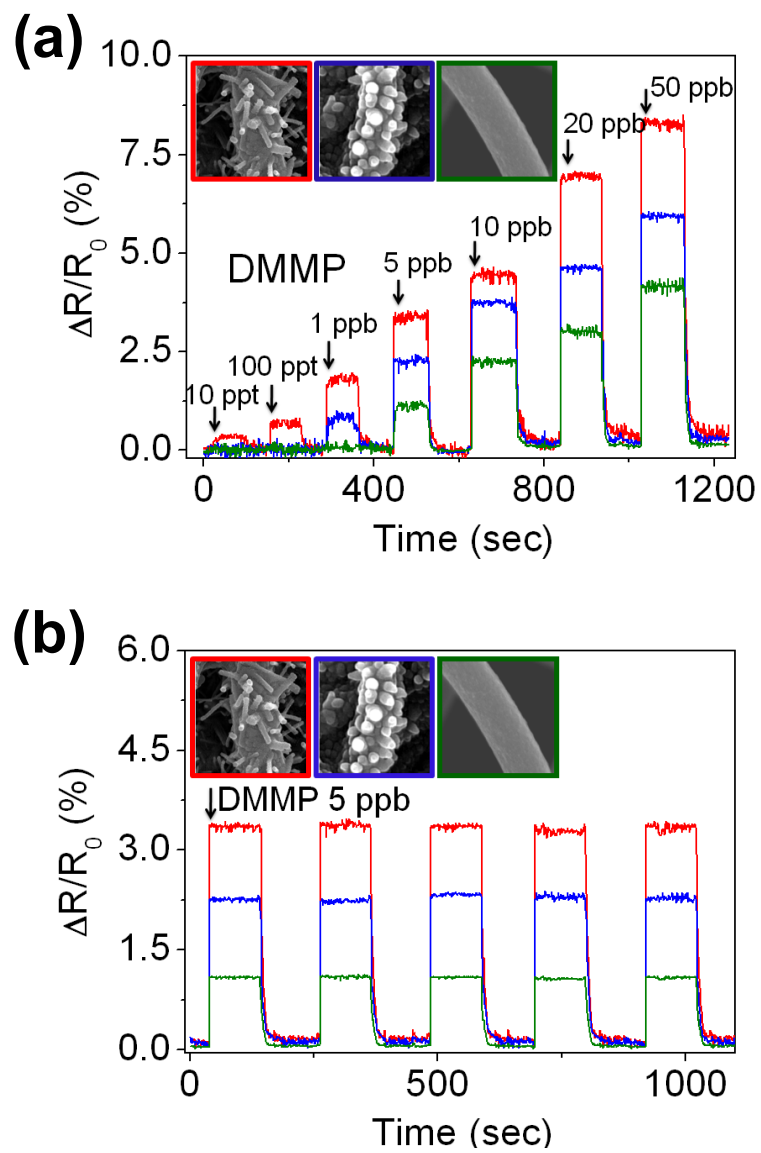 (a)
10.0
7.5
5.0
2.5
0.0
ΔR/R0 (%)
50 ppb
20 ppb
10 ppb
5 ppb
DMMP
1 ppb
100 ppt
10 ppt
0 400 800 1200
Time (sec)
(b)
6.0
4.5
3.0
1.5
0.0
ΔR/R0 (%)
DMMP 5 ppb
0 500 1000
Time (sec)